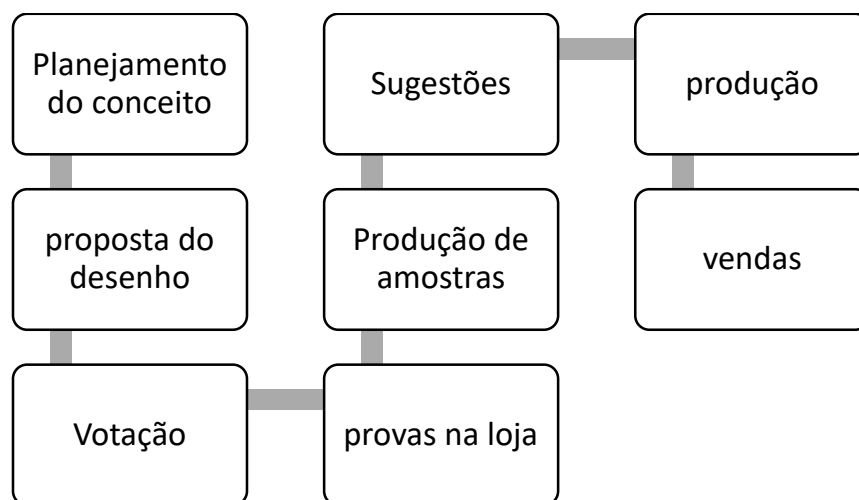 Planejamento
do conceito
proposta do
desenho
Votação
provas na loja
Produção de
amostras
Sugestões
produção
vendas